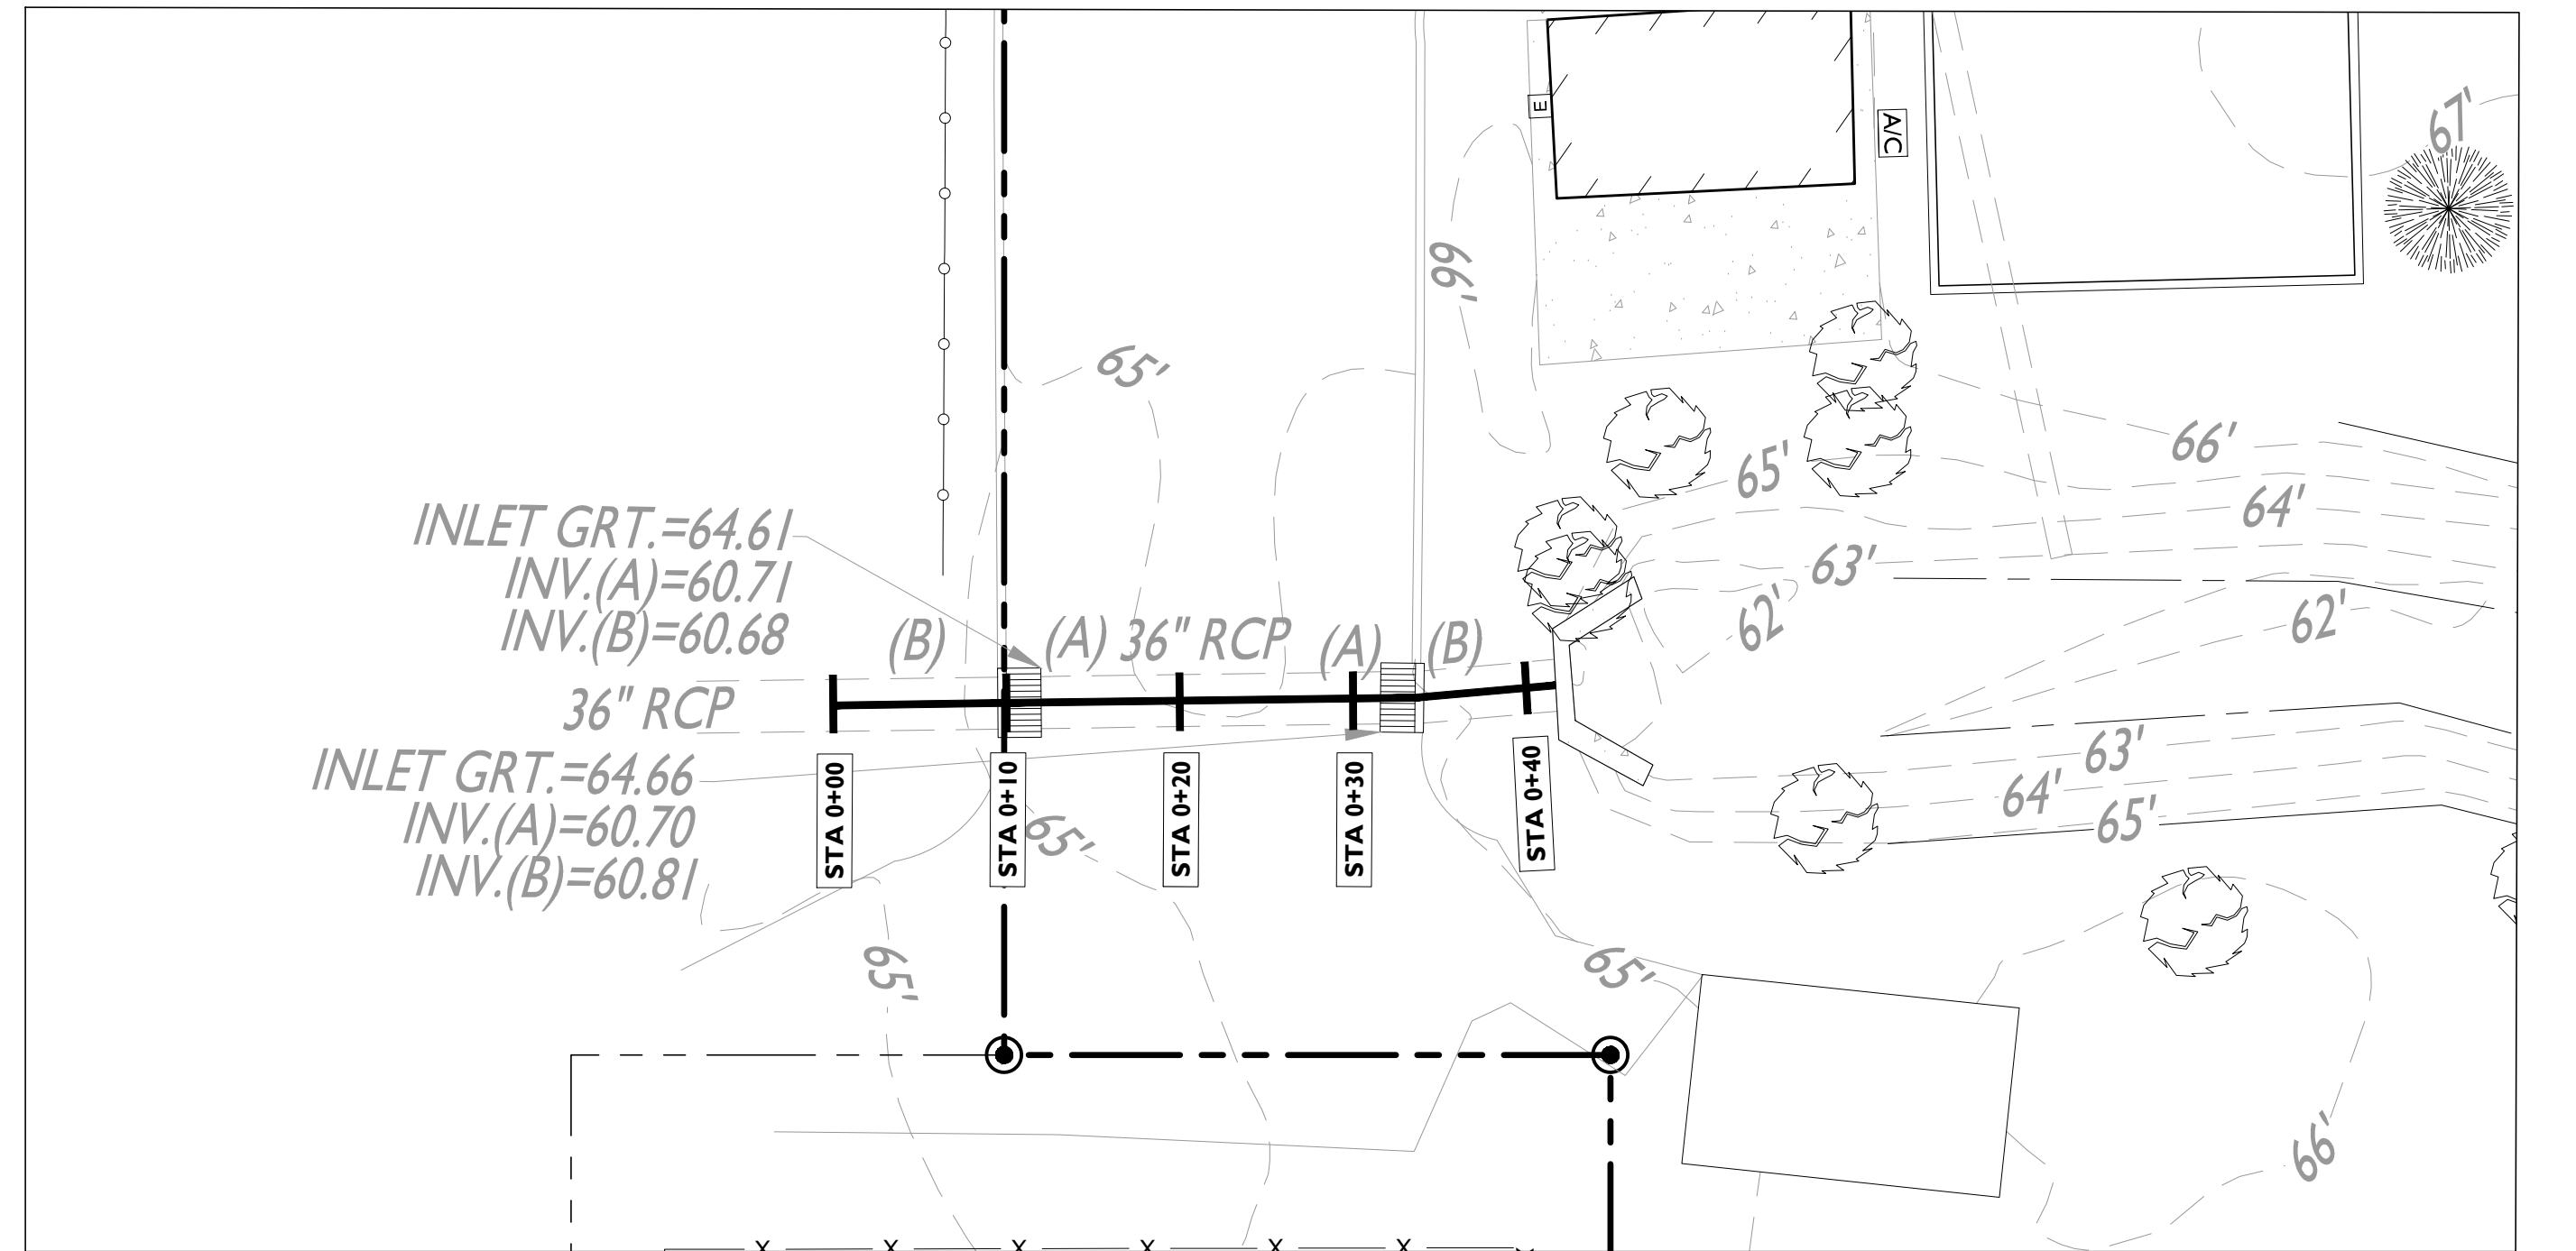 E
A/C
67'
66'
65'
66'
65'
64'
INLET GRT.=64.61
INV.(A)=60.71
INV.(B)=60.68
63'
62'
62'
(B)
(A) 36" RCP (A)
(B)
36" RCP
INLET GRT.=64.66
INV.(A)=60.70
INV.(B)=60.81
STA 0+00
STA 0+10
STA 0+20
STA 0+30
STA 0+40
63'
64'
65'
65'
65'
65'
66'
X X X X X X